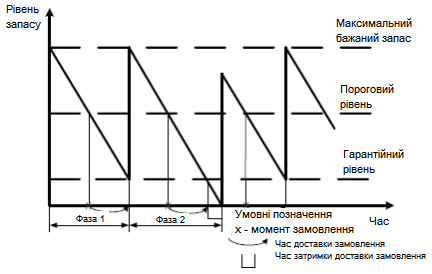 Рівень
запасу
Максимальний
бажаний запас
Пороговий
рівень
Гарантійний
рівень
Фаза 1
Фаза 2
Час
Умовні позначення
х - момент замовлення
Час доставки замовлення
Час затримки доставки замовлення